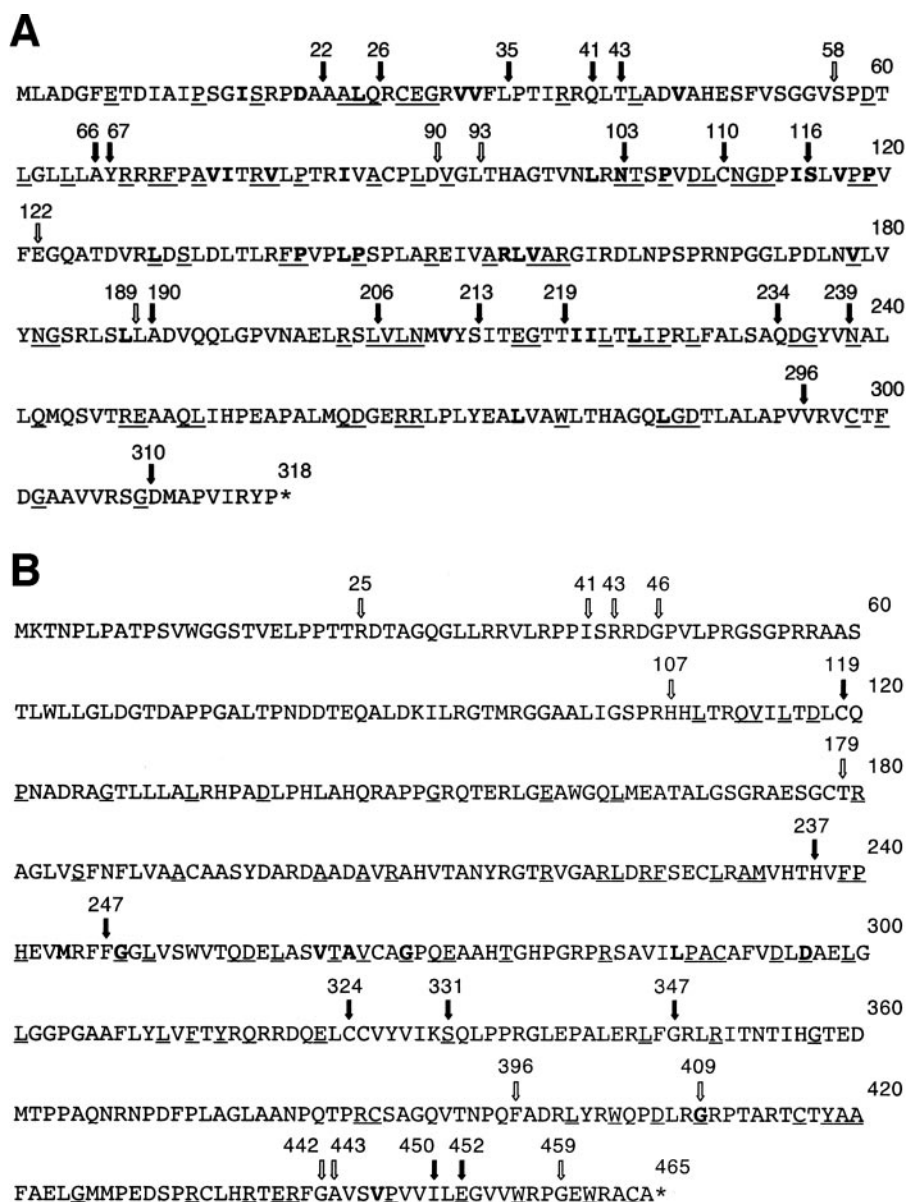 A
22 26 35 41 43 58 60
MLADGFETDIAIPSGISRPDAAALQRCEGRVVFLPTIRRQLTLADVAHESFVSGGVSPDT
66 67 90 93 103 110 116 120
LGLLLAYRRRFPAVITRVLPTRIVACPLDVGLTHAGTVNLRNTSPVDLCNGDPISLVPPV
122 180
FEGQATDVRLDSLDLTLRFPVPLPSPLAREIVARLVARGIRDLNPSPRNPGGLPDLNVLV
189 190 206 213 219 234 239 240
YNGSRLSLLADVQQLGPVNAELRSLVLNMVYSITEGTTIILTLIPRLFALSAQDGYVNAL
296 300
LQMQSVTREAAQLIHPEAPALMQDGERRLPLYEALVAWLTHAGQLGDTLALAPVVRVCTF
310 318
DGAAVVRSGDMAPVIRYP*
B
25 41 43 46 60
MKTNPLPATPSVWGGSTVELPPTTRDTAGQGLLRRVLRPPISRRDGPVLPRGSGPRRAAS
107 119 120
TLWLLGLDGTDAPPGALTPNDDTEQALDKILRGTMRGGAALIGSPRHHLTRQVILTDLCQ
179 180
PNADRAGTLLLALRHPADLPHLAHQRAPPGRQTERLGEAWGQLMEATALGSGRAESGCTR
237 240
AGLVSFNFLVAACAASYDARDAADAVRAHVTANYRGTRVGARLDRFSECLRAMVHTHVFP
247 300
HEVMRFFGGLVSWVTQDELASVTAVCAGPQEAAHTGHPGRPRSAVILPACAFVDLDAELG
324 331 347 360
LGGPGAAFLYLVFTYRQRRDQELCCVYVIKSQLPPRGLEPALERLFGRLRITNTIHGTED
396 409 420
MTPPAQNRNPDFPLAGLAANPQTPRCSAGQVTNPQFADRLYRWQPDLRGRPTARTCTYAA
442 443 450 452 459 465
FAELGMMPEDSPRCLHRTERFGAVSVPVVILEGVVWRPGEWRACA*